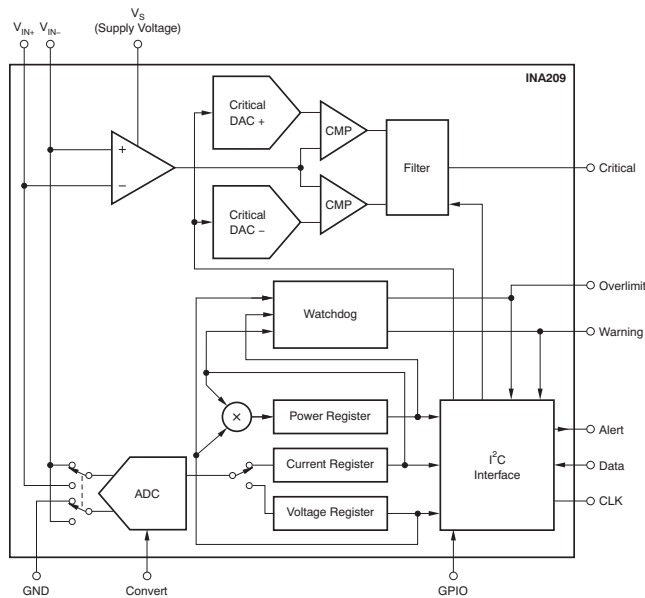 V_S
(Supply Voltage)
V_IN+ V_IN−
INA209
Critical
DAC +
CMP
Filter
Critical
+
−
Critical
DAC −
CMP
Overlimit
Watchdog
Warning
×
Power Register
Alert
I²C
Interface
Current Register
Data
ADC
Voltage Register
CLK
GND
Convert
GPIO